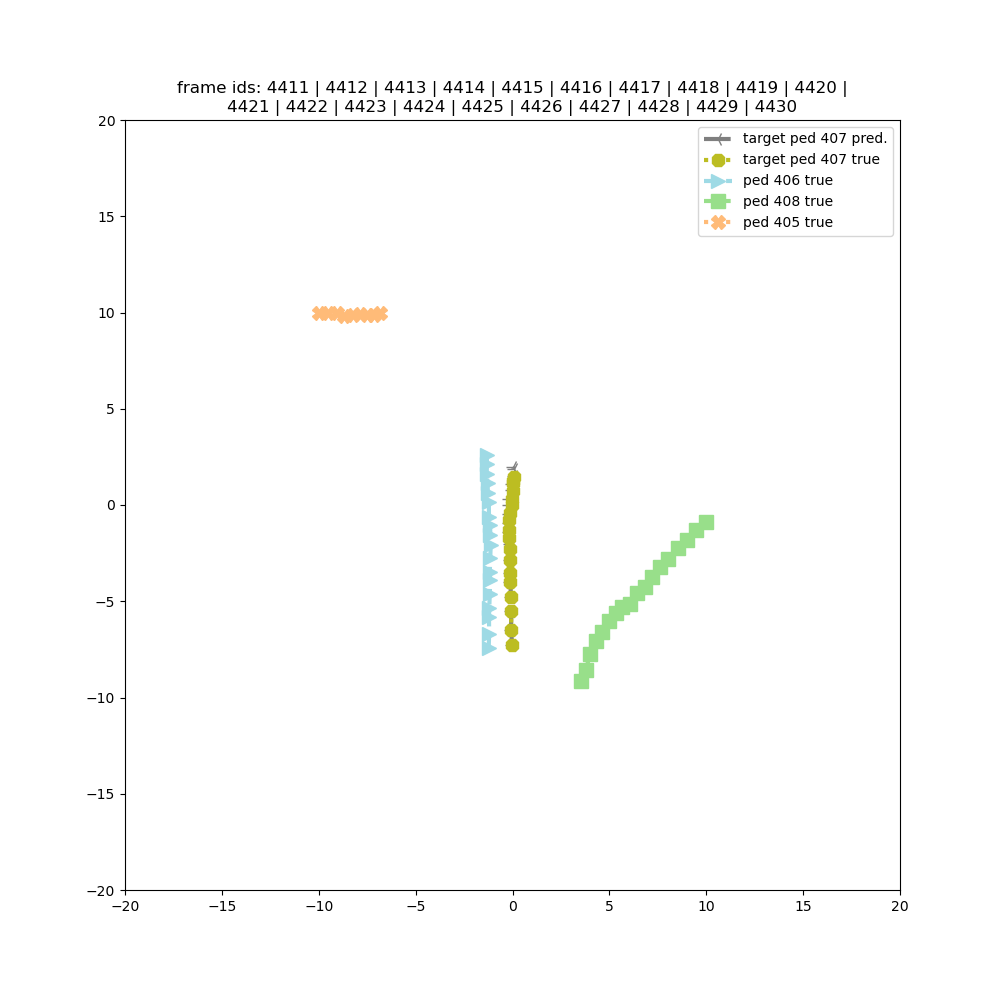 frame ids: 4411 | 4412 | 4413 | 4414 | 4415 | 4416 | 4417 | 4418 | 4419 | 4420 |
4421 | 4422 | 4423 | 4424 | 4425 | 4426 | 4427 | 4428 | 4429 | 4430
target ped 407 pred.
target ped 407 true
ped 406 true
ped 408 true
ped 405 true
20
15
10
5
0
−5
−10
−15
−20
−20 −15 −10 −5 0 5 10 15 20